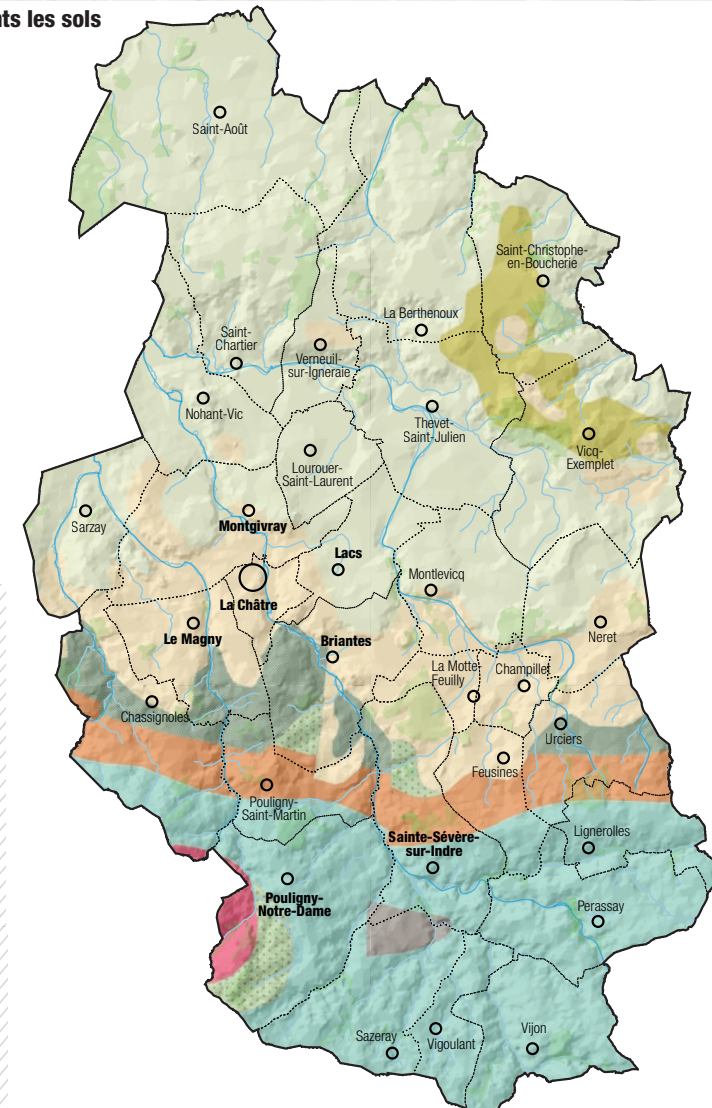 nts les sols
Saint-Août
Saint-Christophe-
en-Boucherie
La Berthenoux
Saint-
Chartier
Verneuil-
sur-Igneraie
Nohant-Vic
Thevet-
Saint-Julien
Vicq-
Exemplet
Lourouer-
Saint-Laurent
Sarzay
Montgivray
Lacs
Montlevicq
La Châtre
Le Magny
Briantes
Neret
La Motte-
Feuilly
Champille
Chassignoles
Urciers
Feusines
Pouligny-
Saint-Martin
Sainte-Sévère-
sur-Indre
Lignerolles
Pouligny-
Notre-Dame
Perassay
Sazeray
Vigoulant
Vijon